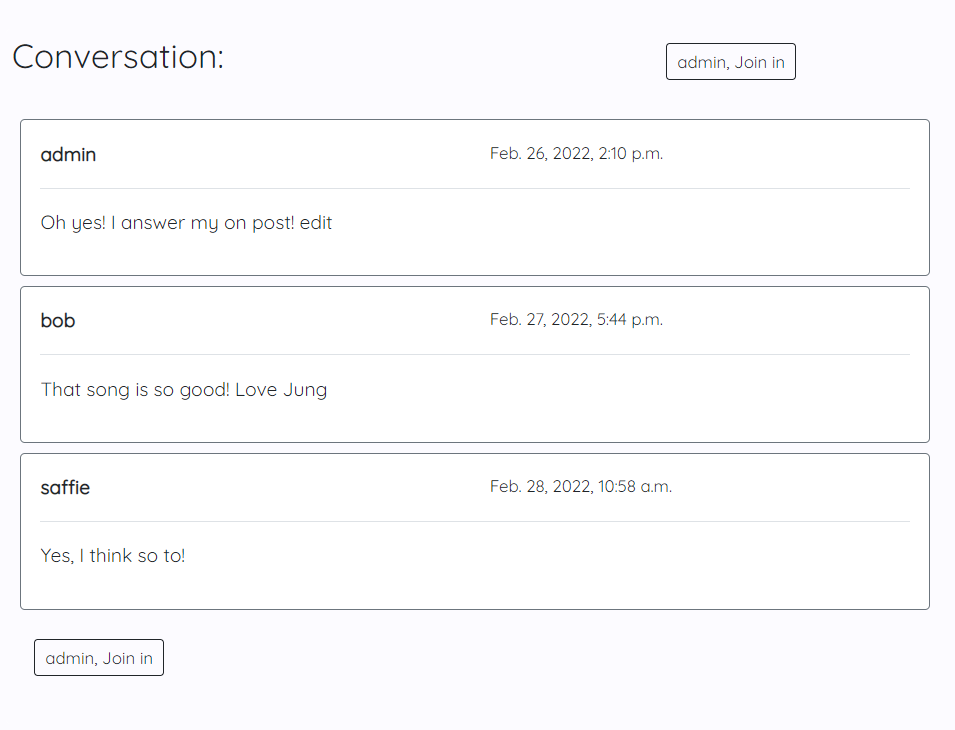 Conversation:
admin, Join in
admin
Feb. 26, 2022, 2:10 p.m.
Oh yes! I answer my on post! edit
bob
Feb. 27, 2022, 5:44 p.m.
That song is so good! Love Jung
saffie
Feb. 28, 2022, 10:58 a.m.
Yes, I think so to!
admin, Join in